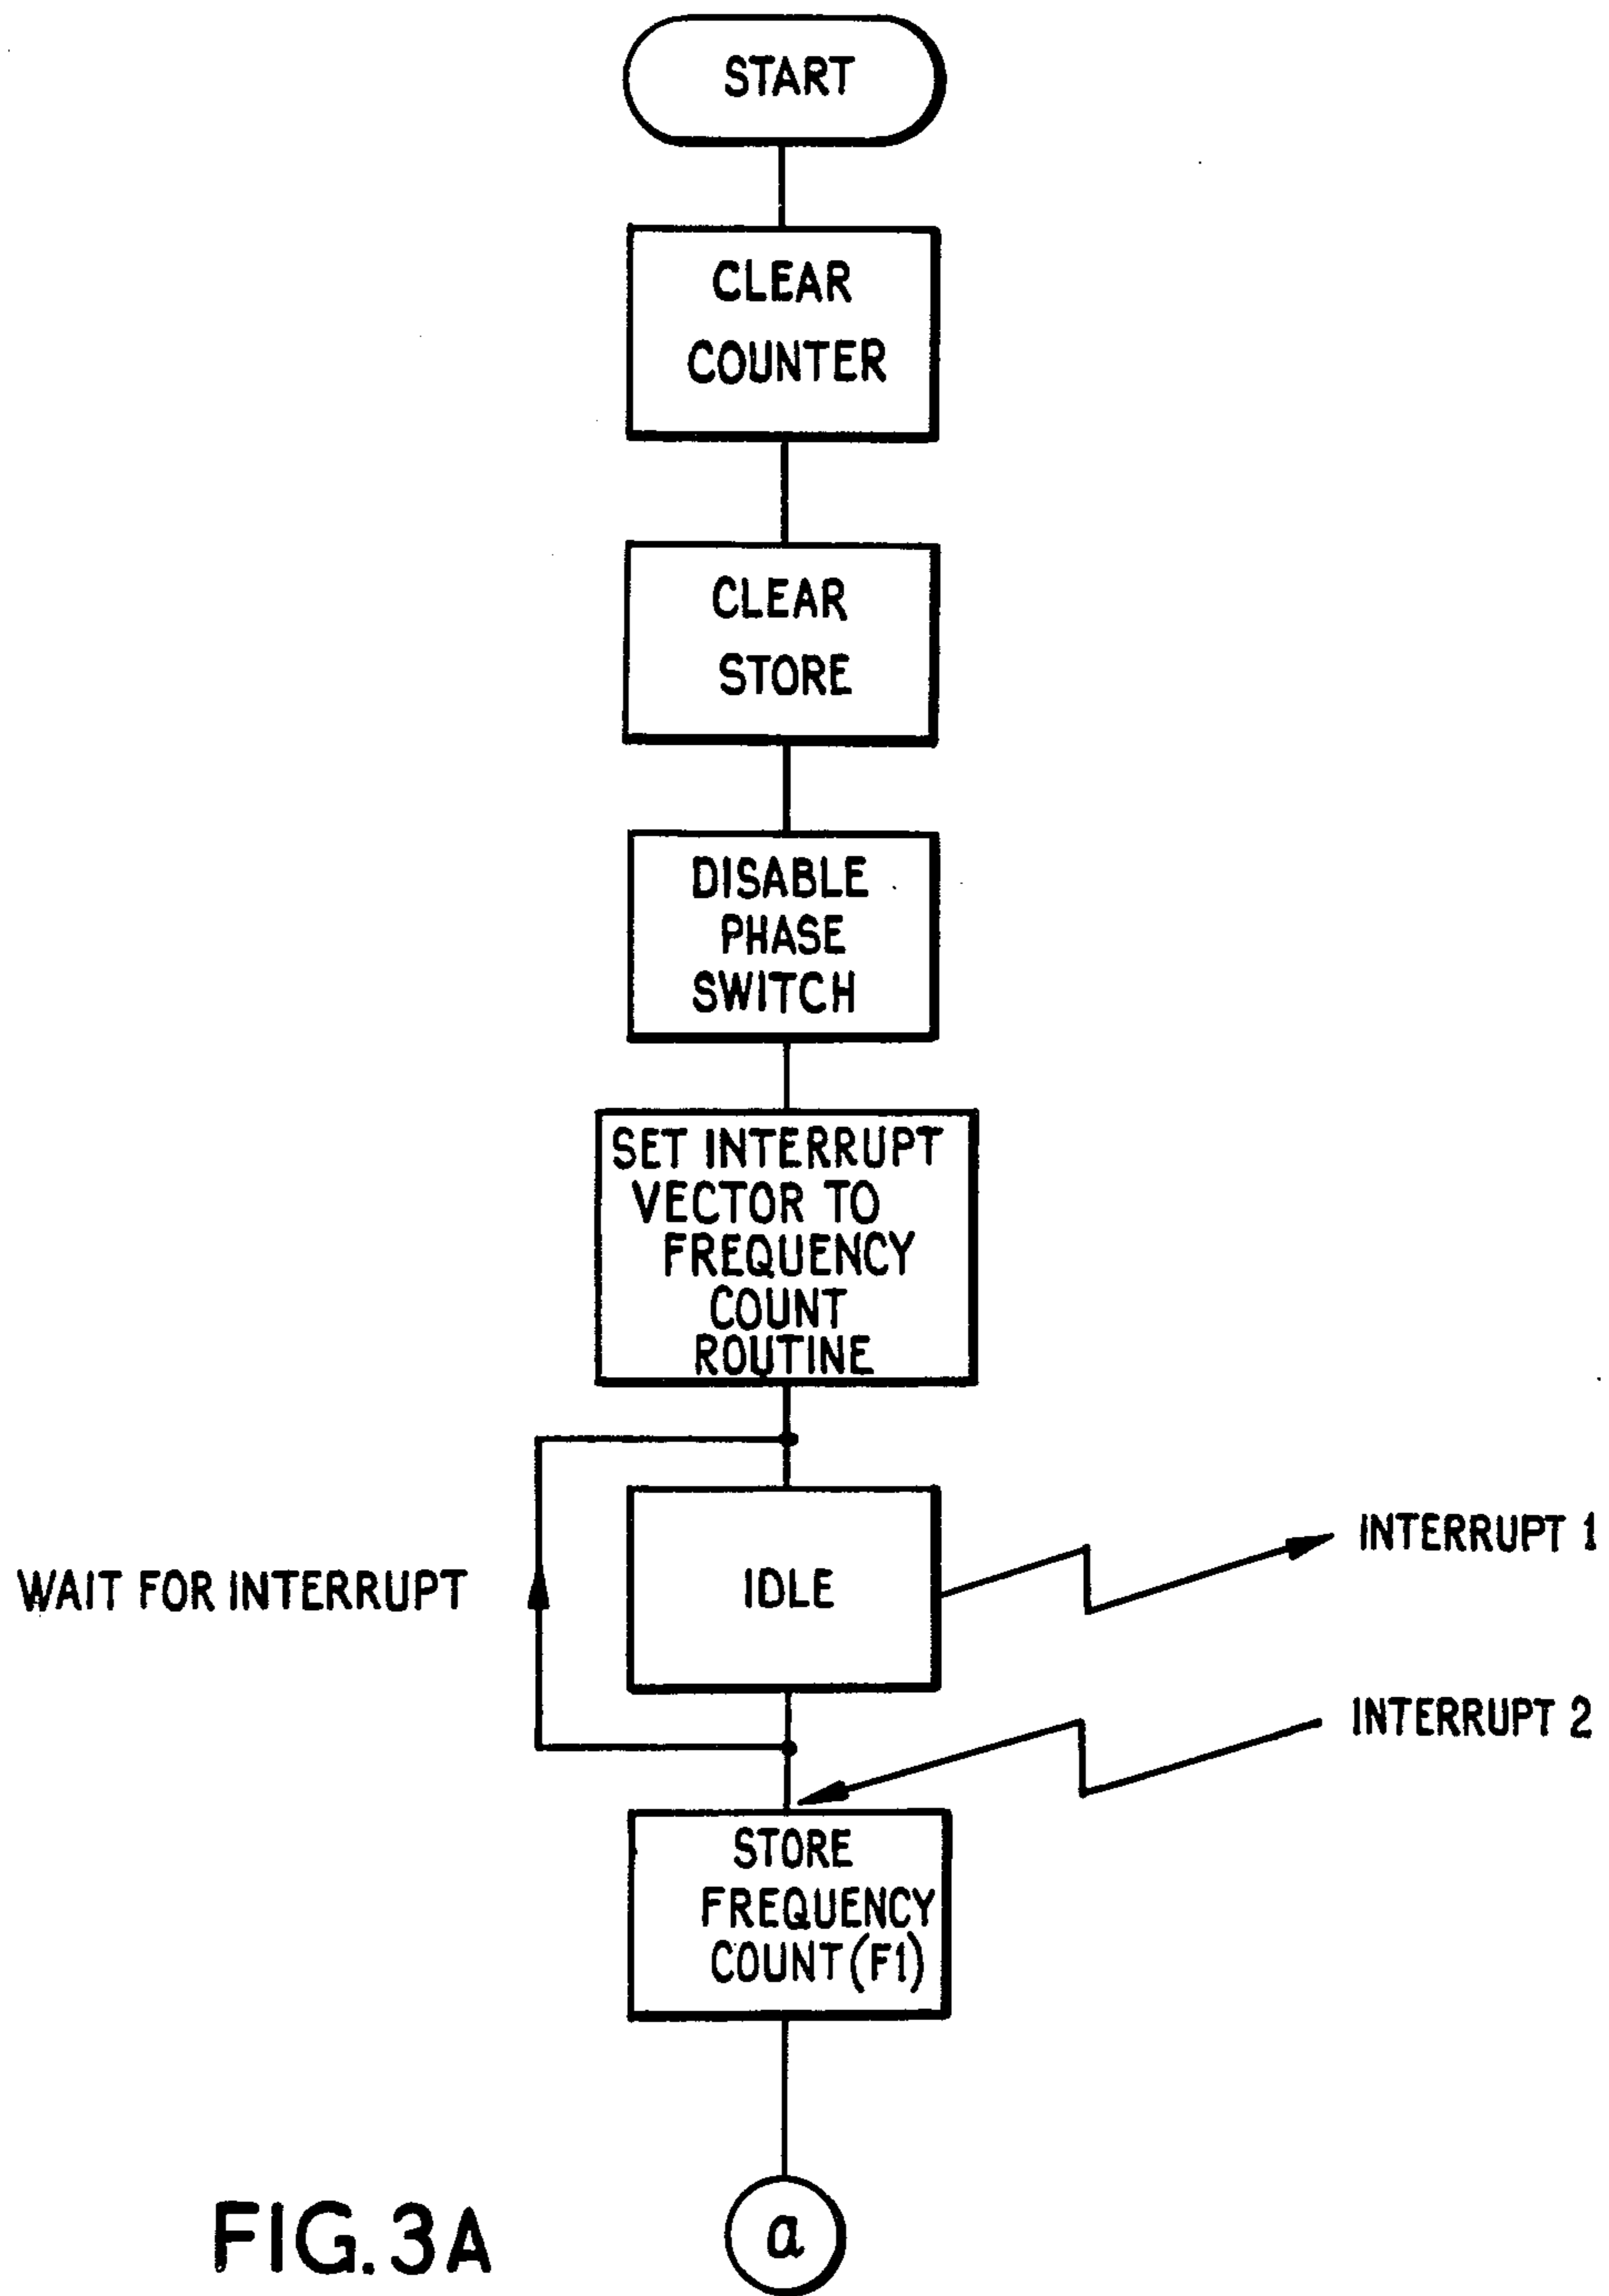 START
CLEAR
COUNTER
CLEAR
STORE
DISABLE
PHASE
SWITCH
SET INTERRUPT
VECTOR TO
FREQUENCY
COUNT
ROUTINE
WAIT FOR INTERRUPT
IDLE
INTERRUPT 1
INTERRUPT 2
STORE
FREQUENCY
COUNT (F1)
a
FIG. 3A